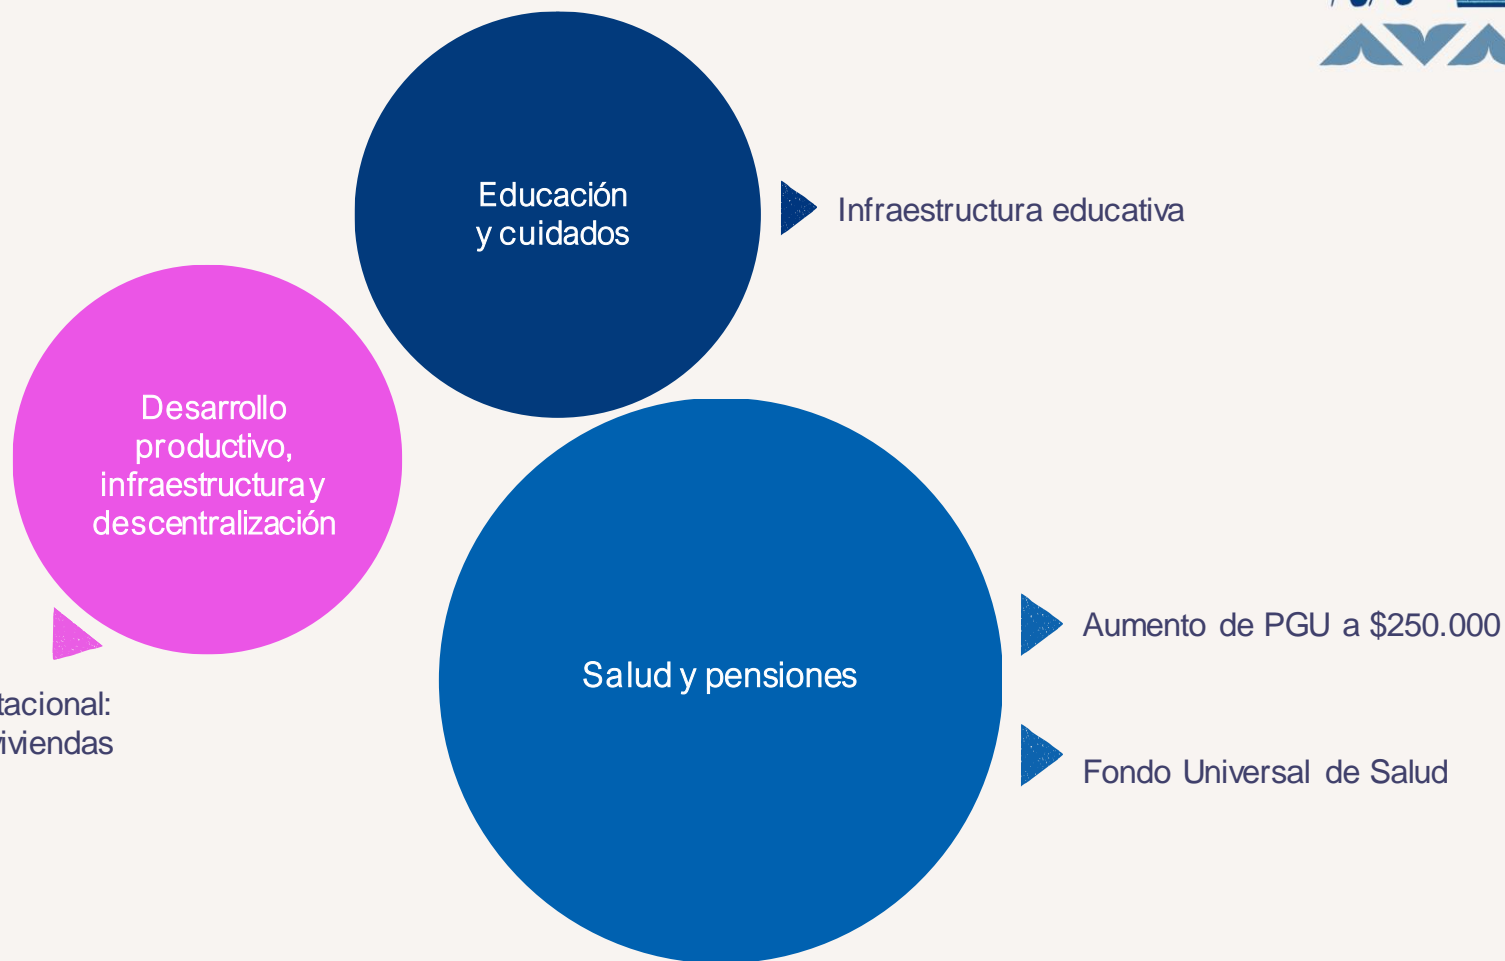 Educación
y cuidados
Infraestructura educativa
Desarrollo
productivo,
infraestructura y
descentralización
Salud y pensiones
Aumento de PGU a $250.000
Fondo Universal de Salud